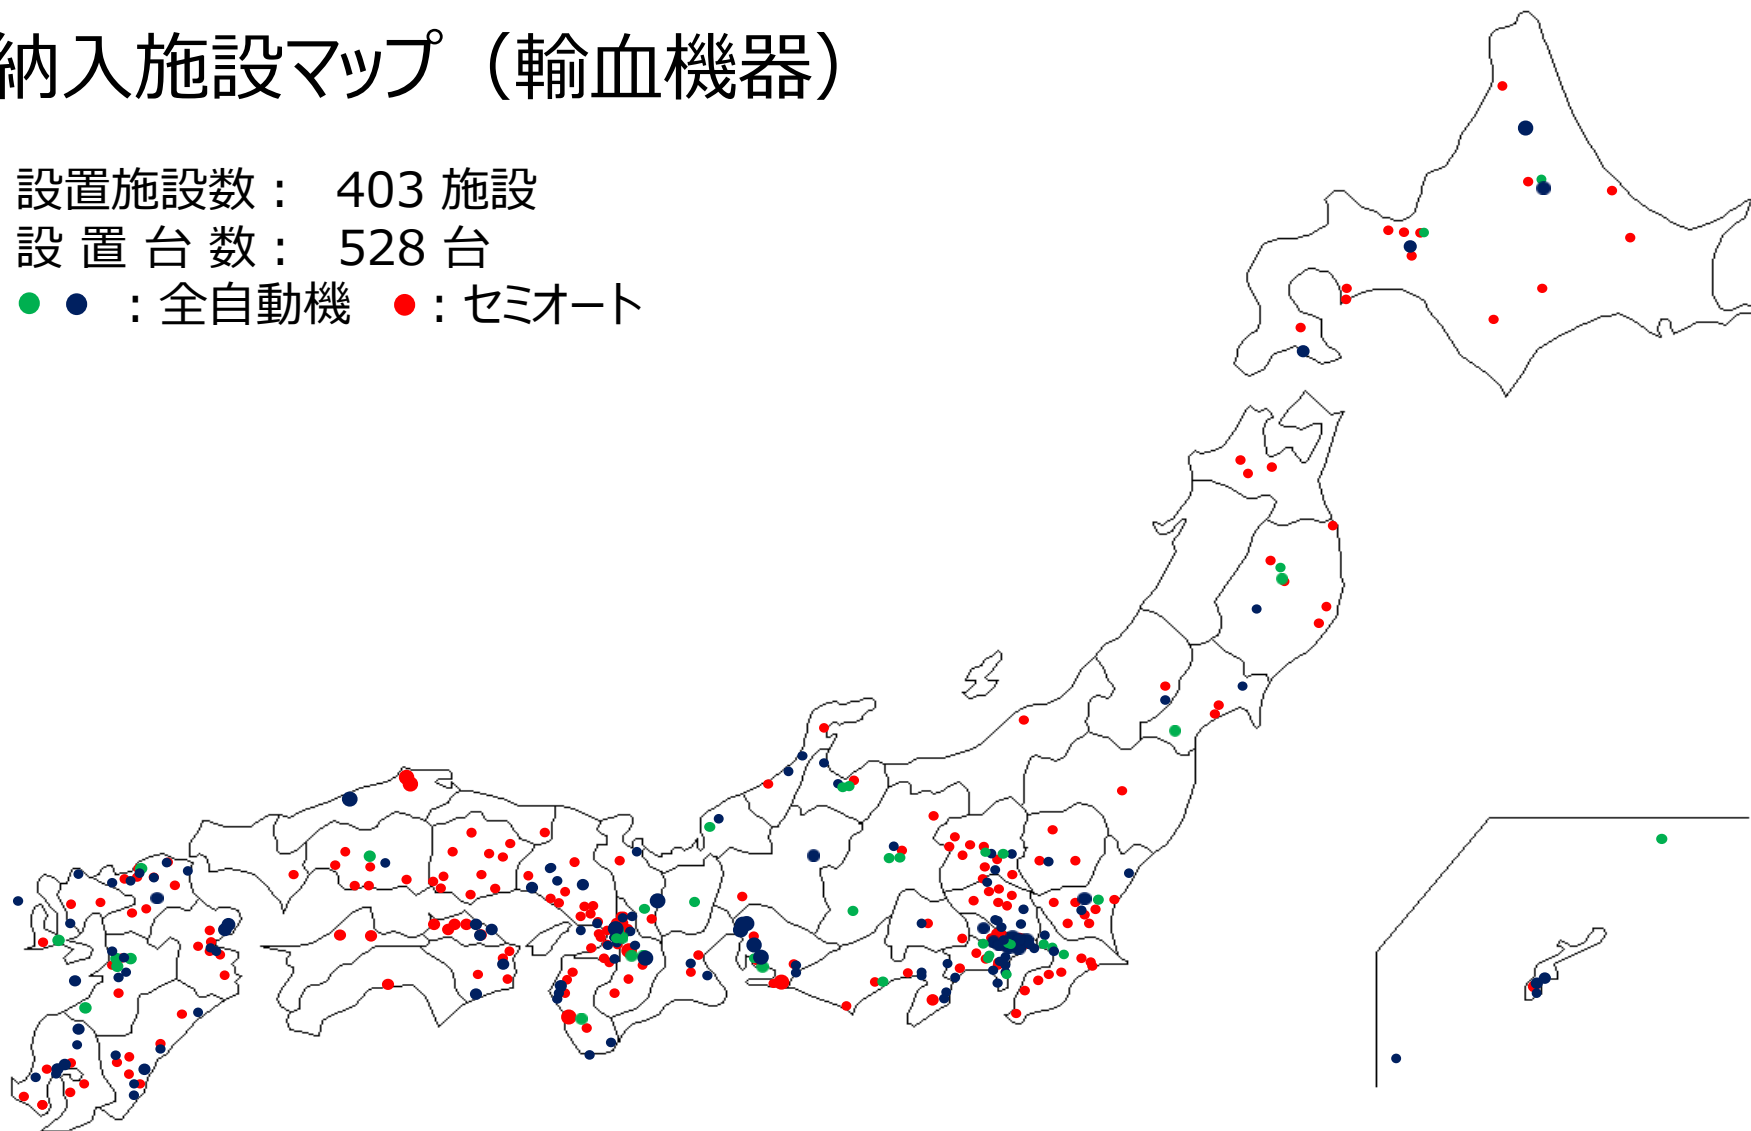 納入施設マップ（輸血機器）
設置施設数： 403 施設
設 置 台 数： 528 台
：全自動機 ：セミオート